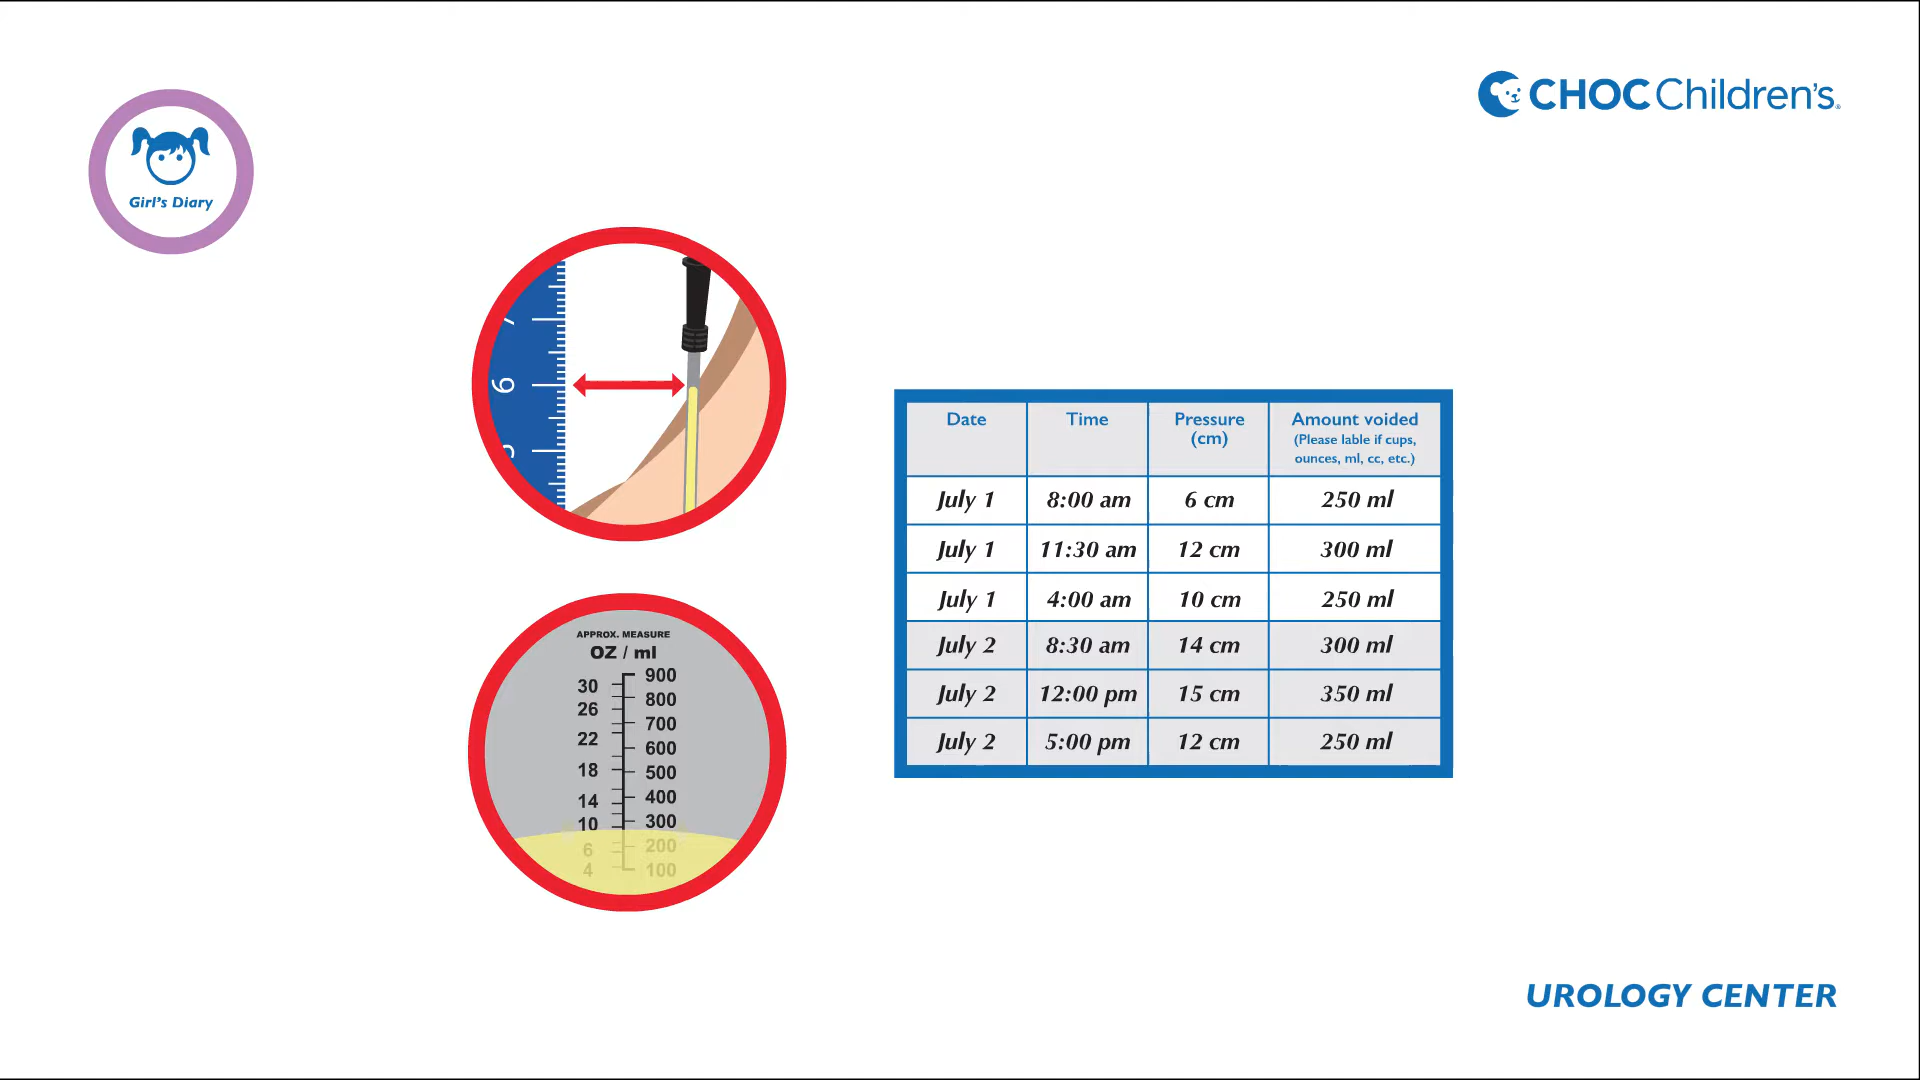 CHOC Children's®
Girl's Diary
7
6
5
APPROX. MEASURE
OZ / ml
30 900
26 800
22 700
18 600
14 500
10 400
6 300
4 200
100
Date Time Pressure (cm) Amount voided
(Please lable if cups,
ounces, ml, cc, etc.)
July 1 8:00 am 6 cm 250 ml
July 1 11:30 am 12 cm 300 ml
July 1 4:00 am 10 cm 250 ml
July 2 8:30 am 14 cm 300 ml
July 2 12:00 pm 15 cm 350 ml
July 2 5:00 pm 12 cm 250 ml
UROLOGY CENTER